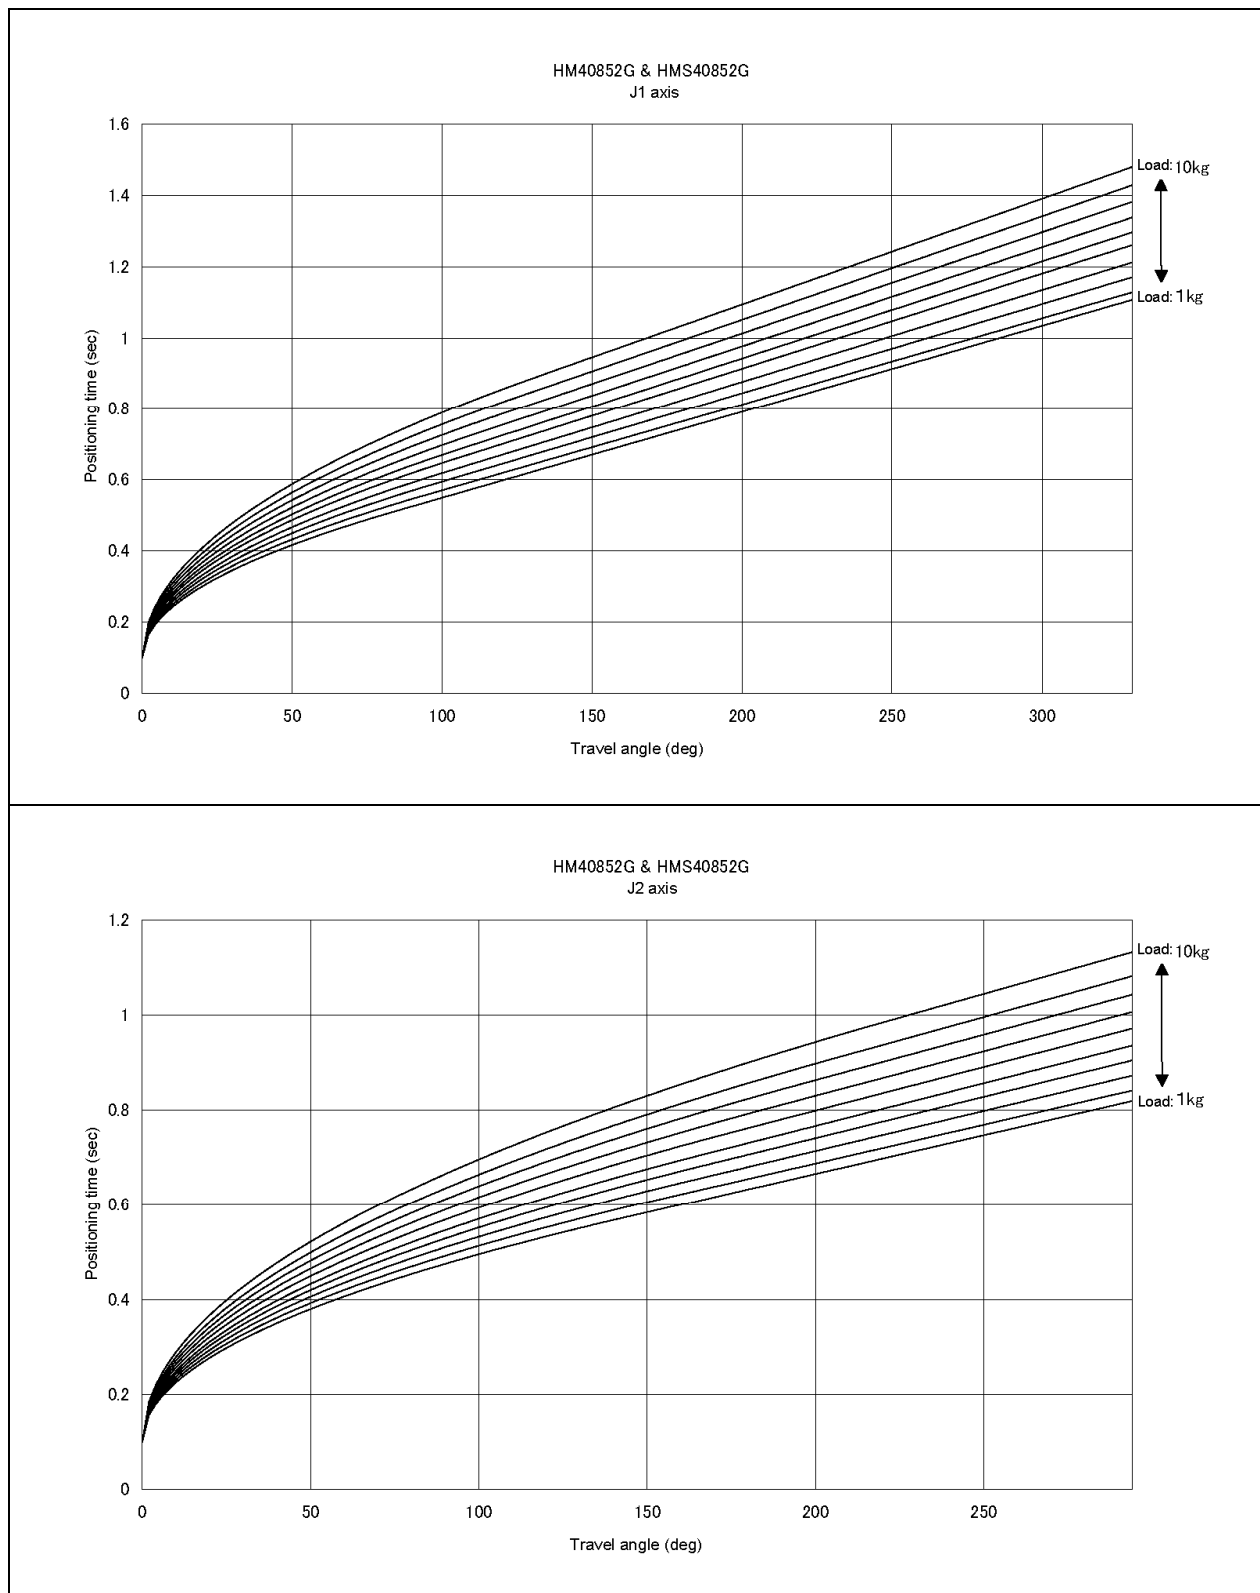 HM40852G & HMS40852G
J1 axis
1.6
1.4
1.2
1
0.8
0.6
0.4
0.2
0
Positioning time (sec)
Load: 10kg
Load: 1kg
0 50 100 150 200 250 300
Travel angle (deg)
HM40852G & HMS40852G
J2 axis
1.2
1
0.8
0.6
0.4
0.2
0
Positioning time (sec)
Load: 10kg
Load: 1kg
0 50 100 150 200 250
Travel angle (deg)